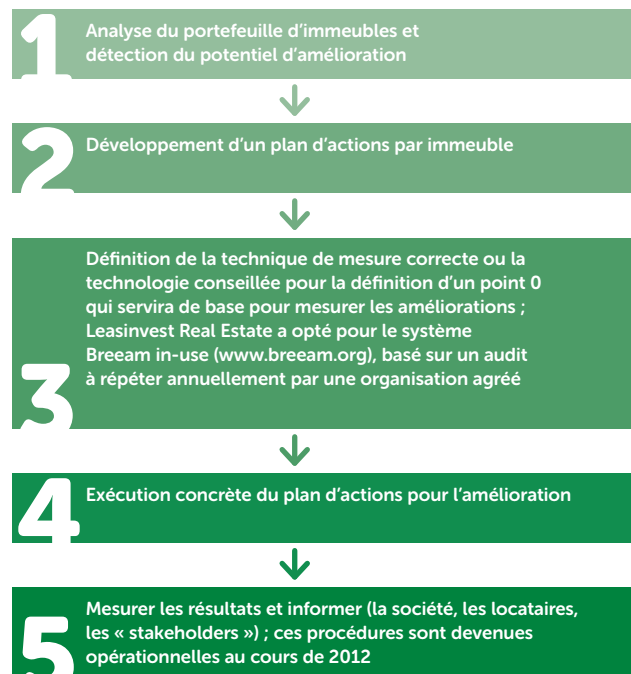 1
Analyse du portefeuille d'immeubles et
détection du potentiel d'amélioration
2
Développement d'un plan d'actions par immeuble
3
Définition de la technique de mesure correcte ou la
technologie conseillée pour la définition d'un point 0
qui servira de base pour mesurer les améliorations ;
Leasinvest Real Estate a opté pour le système
Breeam in-use (www.breeam.org), basé sur un audit
à répéter annuellement par une organisation agréé
4
Exécution concrète du plan d'actions pour l'amélioration
5
Mesurer les résultats et informer (la société, les locataires,
les « stakeholders ») ; ces procédures sont devenues
opérationnelles au cours de 2012